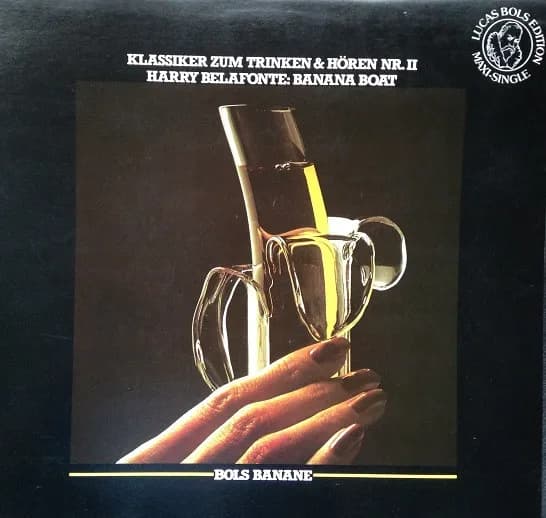 KLASSIKER ZUM TRINKEN & HÖREN NR. II
HARRY BELAFONTE: BANANA BOAT
LUCAS BOLS EDITION
MAXI-SINGLE
BOLS BANANE